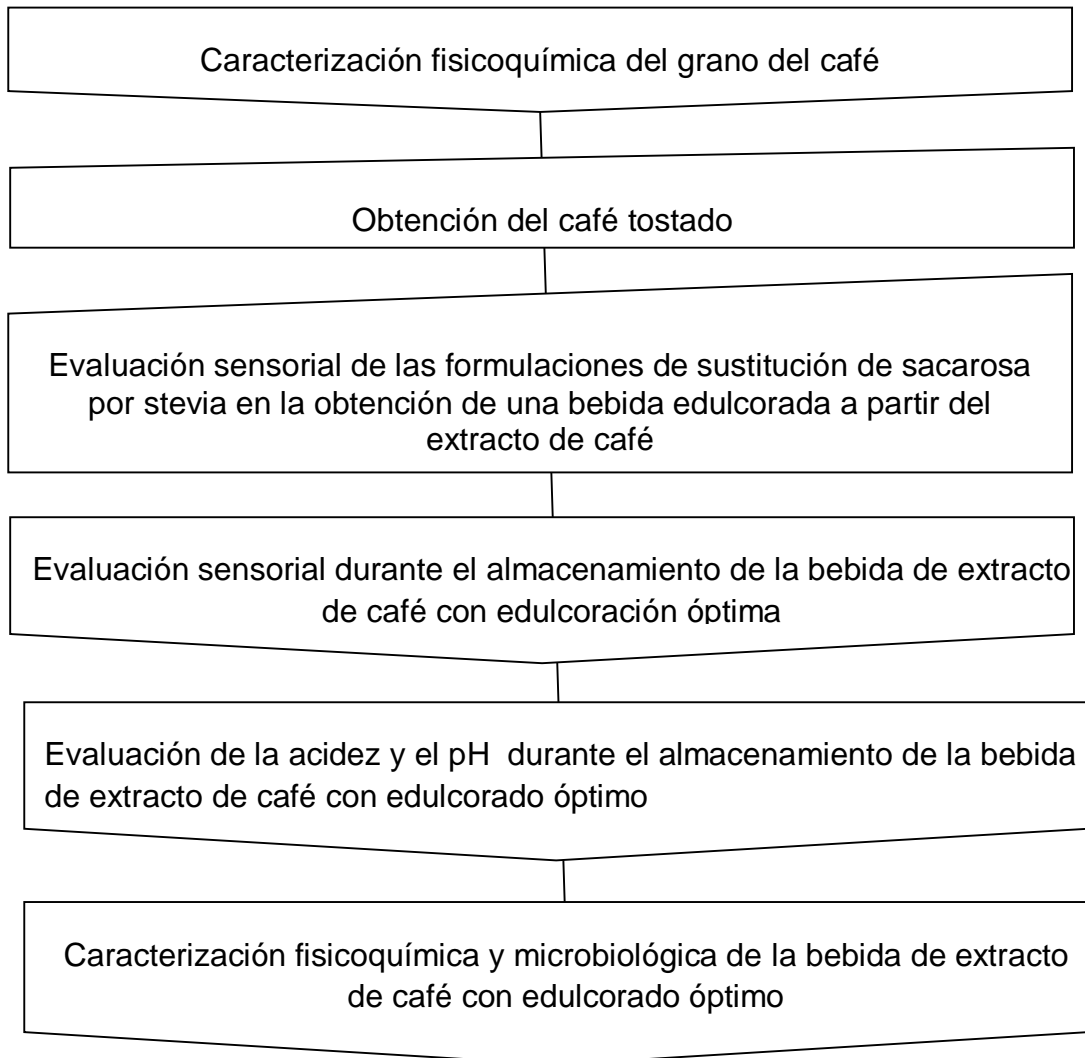 Caracterización fisicoquímica del grano del café
Obtención del café tostado
Evaluación sensorial de las formulaciones de sustitución de sacarosa
por stevia en la obtención de una bebida edulcorada a partir del
extracto de café
Evaluación sensorial durante el almacenamiento de la bebida de extracto
de café con edulcoración óptima
Evaluación de la acidez y el pH  durante el almacenamiento de la bebida
de extracto de café con edulcorado óptimo
Caracterización fisicoquímica y microbiológica de la bebida de extracto
de café con edulcorado óptimo